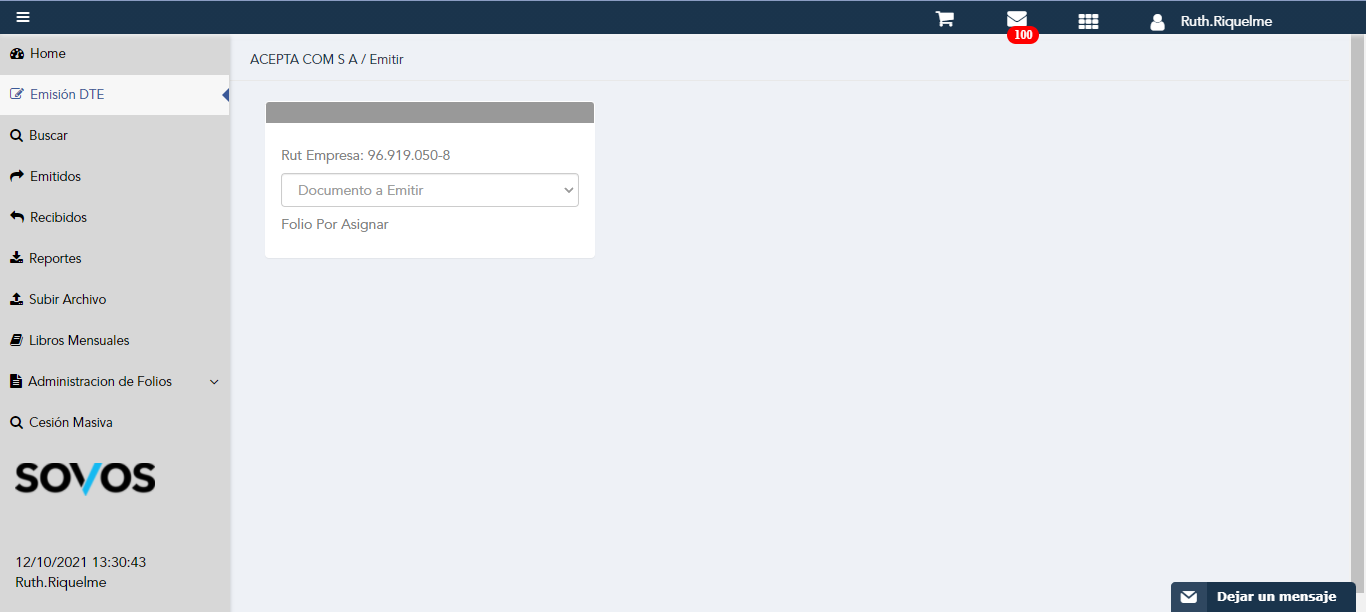 100
Ruth.Riquelme
Home
Emisión DTE
Buscar
Emitidos
Recibidos
Reportes
Subir Archivo
Libros Mensuales
Administracion de Folios
Cesión Masiva
SOVOS
12/10/2021 13:30:43
Ruth.Riquelme
ACEPTA COM S A / Emitir
Rut Empresa: 96.919.050-8
Documento a Emitir
Folio Por Asignar
Dejar un mensaje